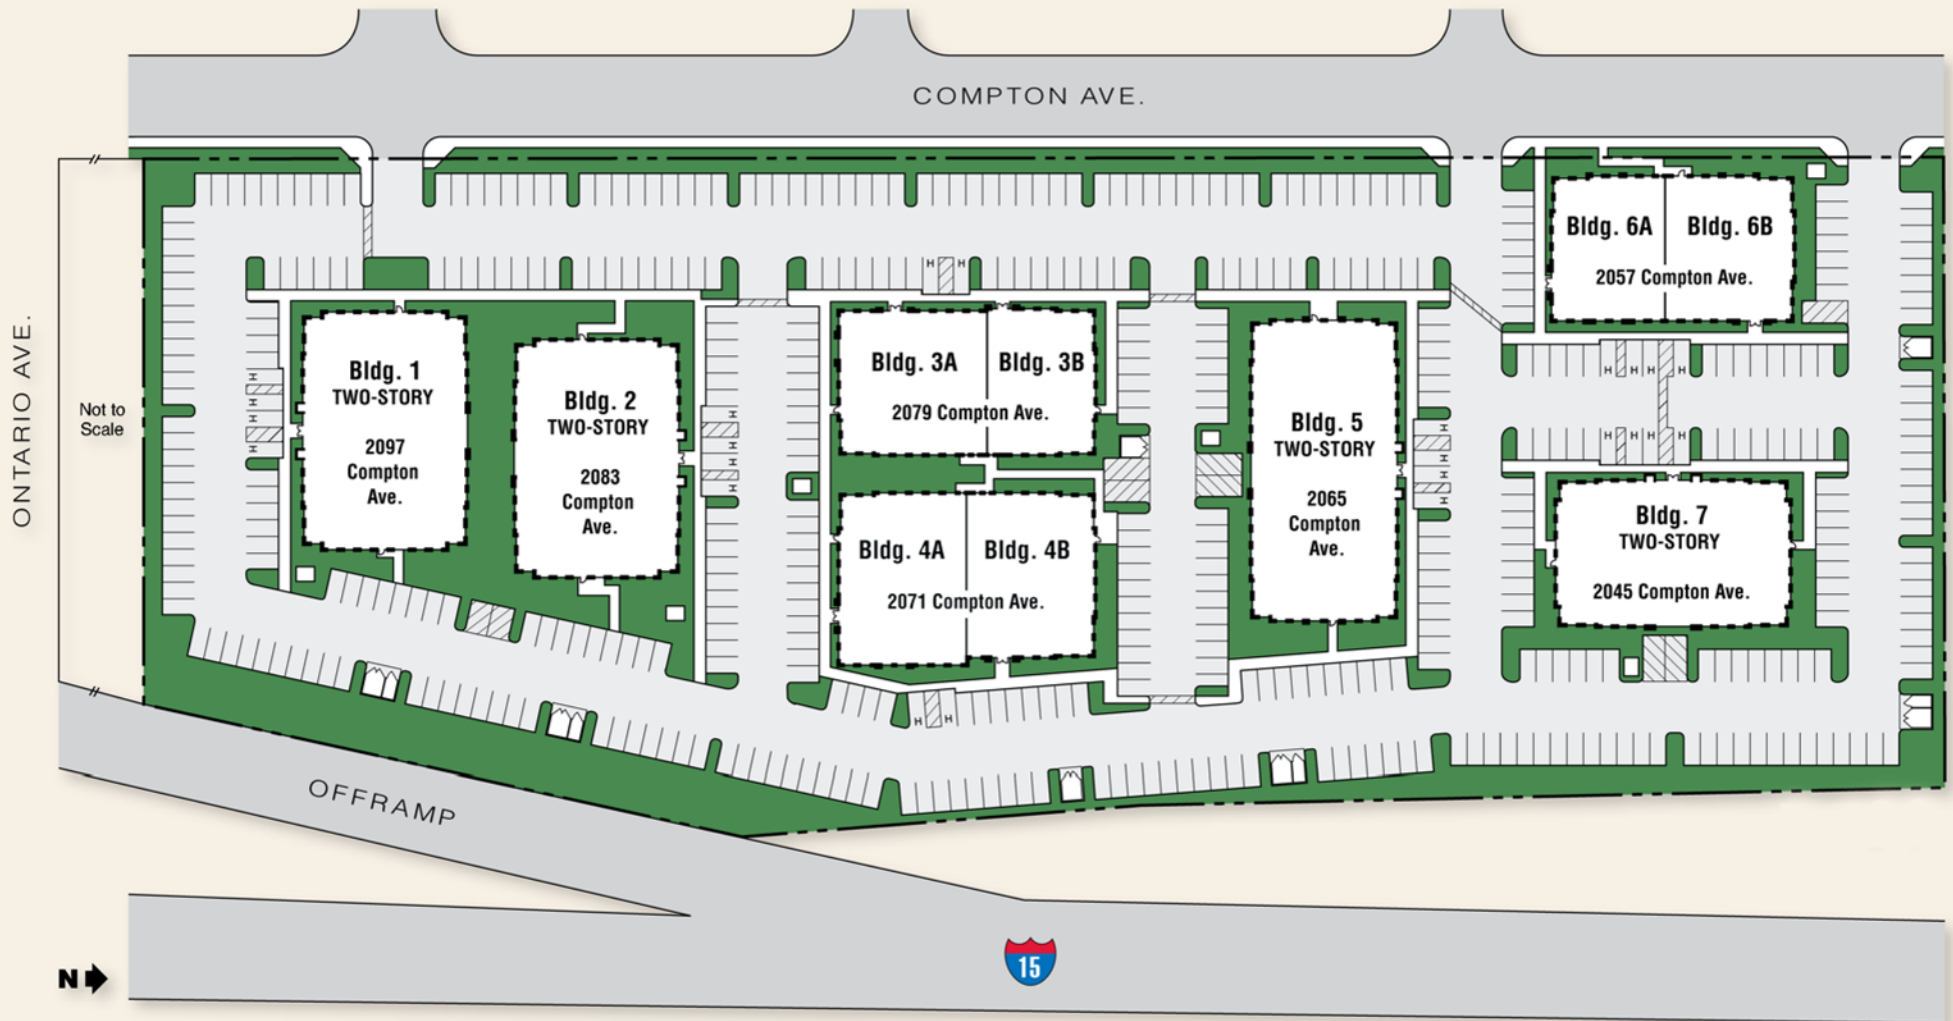 COMPTON AVE.
ONTARIO AVE.
Not to
Scale
Bldg. 1
TWO-STORY
2097
Compton
Ave.
Bldg. 2
TWO-STORY
2083
Compton
Ave.
H H
Bldg. 3A
Bldg. 3B
2079 Compton Ave.
Bldg. 4A
Bldg. 4B
2071 Compton Ave.
H H
Bldg. 5
TWO-STORY
2065
Compton
Ave.
Bldg. 6A
Bldg. 6B
2057 Compton Ave.
H H H H
H H H H
Bldg. 7
TWO-STORY
2045 Compton Ave.
H
H
H
H
H
H
H
H
H
H
H
H
OFFRAMP
15
N